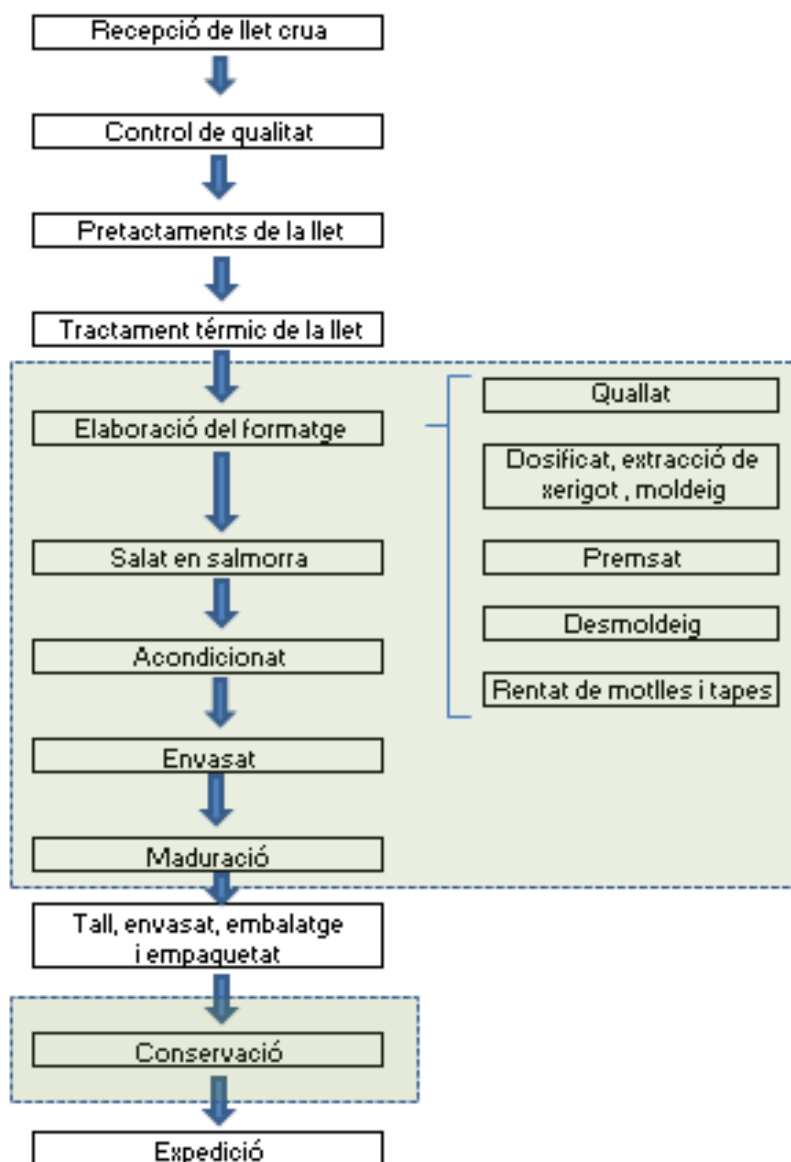 Recepció de llet crua
Control de qualitat
Pretactaments de la llet
Tractament térmic de la llet
Elaboració del formatge
Quallat
Dosificat, extracció de
xerigot , moldeig
Premsat
Desmoldeig
Rentat de motlles i tapes
Salat en salmorra
Acondicionat
Envasat
Maduració
Tall, envasat, embalatge
i empaquetat
Conservació
Expedició